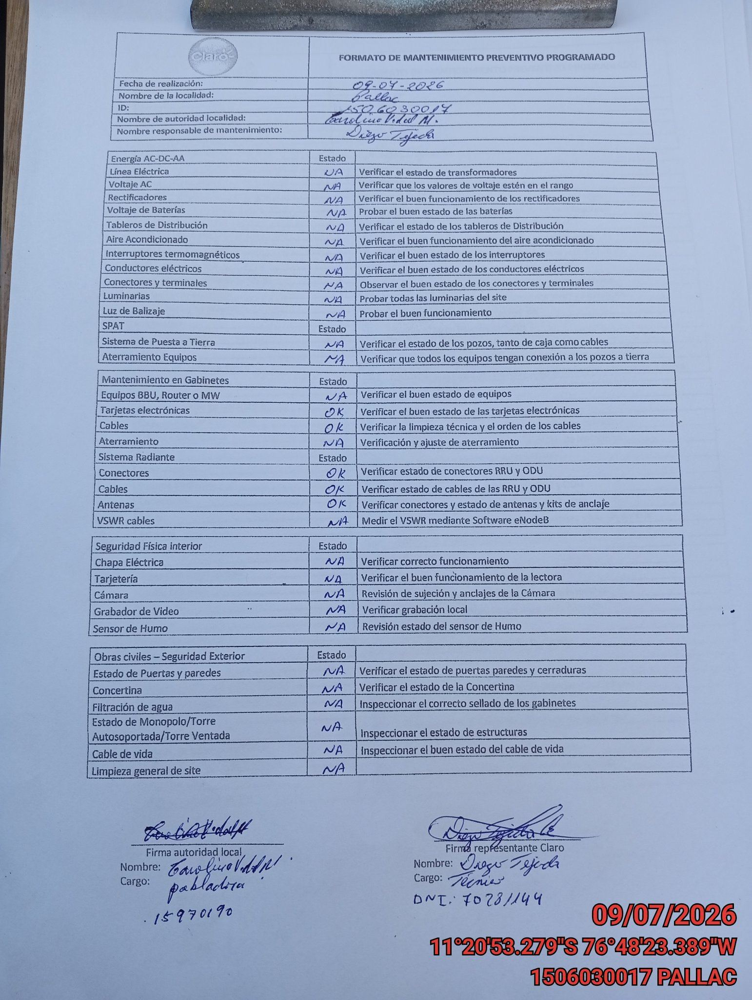 Claro
FORMATO DE MANTENIMIENTO PREVENTIVO PROGRAMADO
Fecha de realización: 09-07-2026
Nombre de la localidad: Pallac
ID: 1506030017
Nombre de autoridad localidad: Carolina Vidal M.
Nombre responsable de mantenimiento: Diego Tejeda
Energía AC-DC-AA Estado
Línea Eléctrica NA Verificar el estado de transformadores
Voltaje AC NA Verificar que los valores de voltaje estén en el rango
Rectificadores NA Verificar el buen funcionamiento de los rectificadores
Voltaje de Baterías NA Probar el buen estado de las baterías
Tableros de Distribución NA Verificar el estado de los tableros de Distribución
Aire Acondicionado NA Verificar el buen funcionamiento del aire acondicionado
Interruptores termomagnéticos NA Verificar el buen estado de los interruptores
Conductores eléctricos NA Verificar el buen estado de los conductores eléctricos
Conectores y terminales NA Observar el buen estado de los conectores y terminales
Luminarias NA Probar todas las luminarias del site
Luz de Balizaje NA Probar el buen funcionamiento
SPAT Estado
Sistema de Puesta a Tierra NA Verificar el estado de los pozos, tanto de caja como cables
Aterramiento Equipos NA Verificar que todos los equipos tengan conexión a los pozos a tierra
Mantenimiento en Gabinetes Estado
Equipos BBU, Router o MW NA Verificar el buen estado de equipos
Tarjetas electrónicas OK Verificar el buen estado de las tarjetas electrónicas
Cables OK Verificar la limpieza técnica y el orden de los cables
Aterramiento NA Verificación y ajuste de aterramiento
Sistema Radiante Estado
Conectores OK Verificar estado de conectores RRU y ODU
Cables OK Verificar estado de cables de las RRU y ODU
Antenas OK Verificar conectores y estado de antenas y kits de anclaje
VSWR cables NA Medir el VSWR mediante Software eNodeB
Seguridad Física interior Estado
Chapa Eléctrica NA Verificar correcto funcionamiento
Tarjetería NA Verificar el buen funcionamiento de la lectora
Cámara NA Revisión de sujeción y anclajes de la Cámara
Grabador de Video NA Verificar grabación local
Sensor de Humo NA Revisión estado del sensor de Humo
Obras civiles – Seguridad Exterior Estado
Estado de Puertas y paredes NA Verificar el estado de puertas paredes y cerraduras
Concertina NA Verificar el estado de la Concertina
Filtración de agua NA Inspeccionar el correcto sellado de los gabinetes
Estado de Monopolo/Torre
Autosoportada/Torre Ventada NA Inspeccionar el estado de estructuras
Cable de vida NA Inspeccionar el buen estado del cable de vida
Limpieza general de site NA
Carolina Vidal M
Diego Tejeda
Firma autoridad local
Nombre: Carolina Vidal M.
Cargo: pobladora
15970190
Firma representante Claro
Nombre: Diego Tejeda
Cargo: Técnico
DNI: 70281144
09/07/2026
11°20'53.279"S 76°48'23.389"W
1506030017 PALLAC